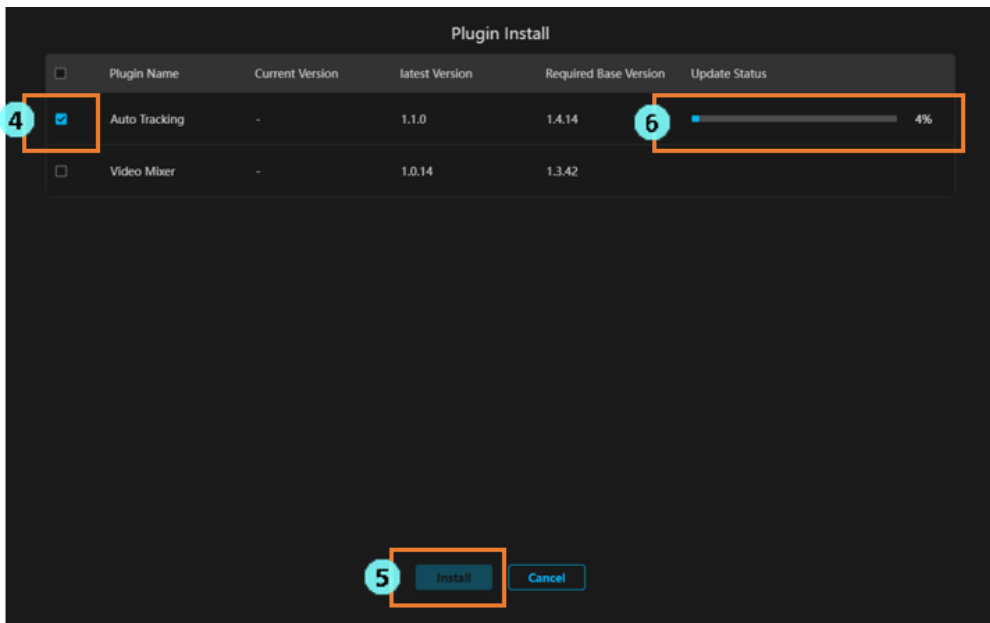 Plugin Install
Plugin Name Current Version latest Version Required Base Version Update Status
4 Auto Tracking - 1.1.0 1.4.14 6 4%
Video Mixer - 1.0.14 1.3.42
5 Install Cancel